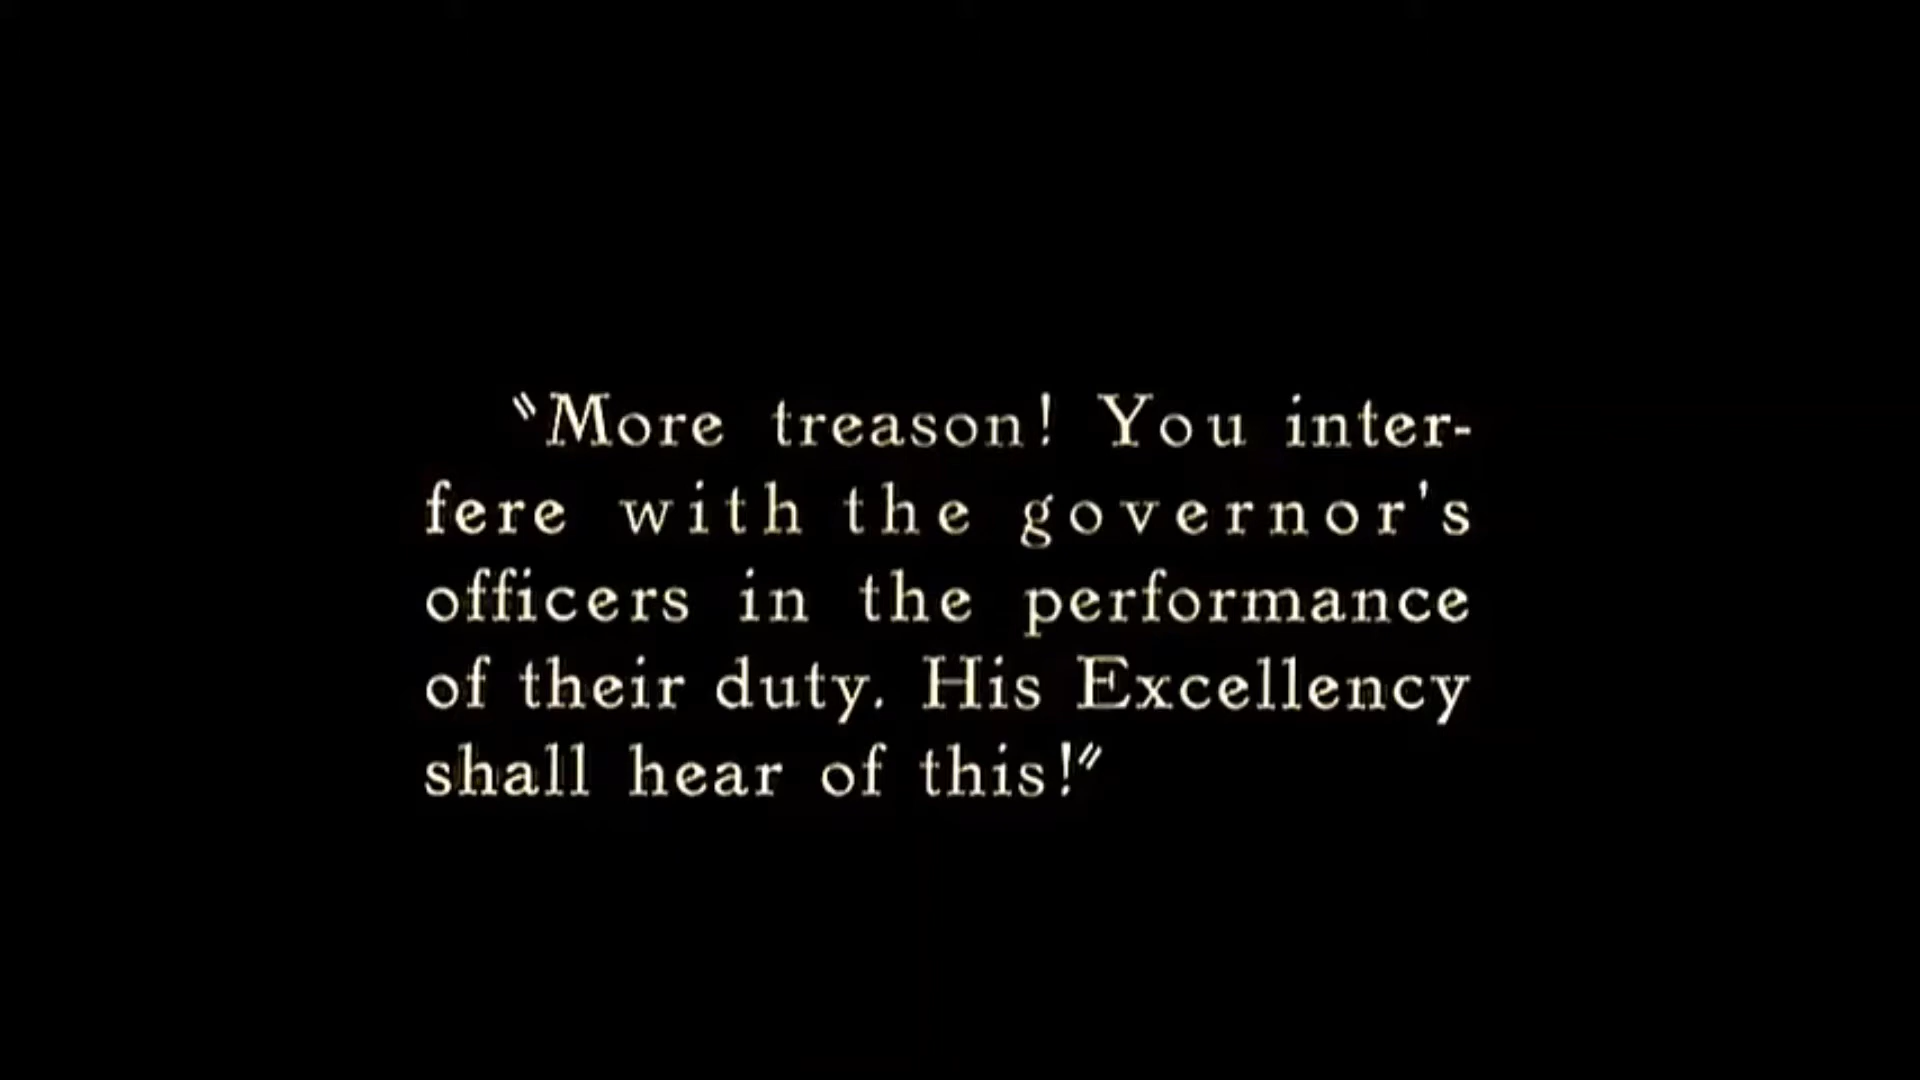 "More treason! You inter-
fere with the governor's
officers in the performance
of their duty. His Excellency
shall hear of this!"